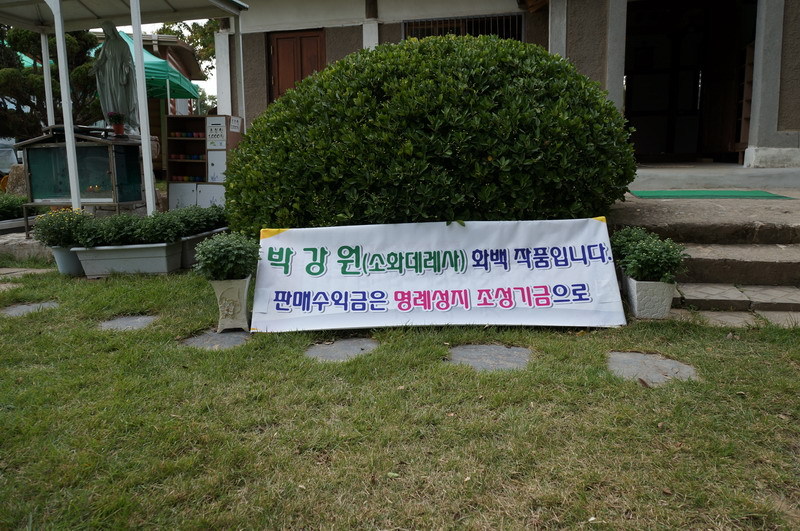 박 강 원(소화데레사) 화백 작품입니다.
판매수익금은 명례성지 조성기금으로